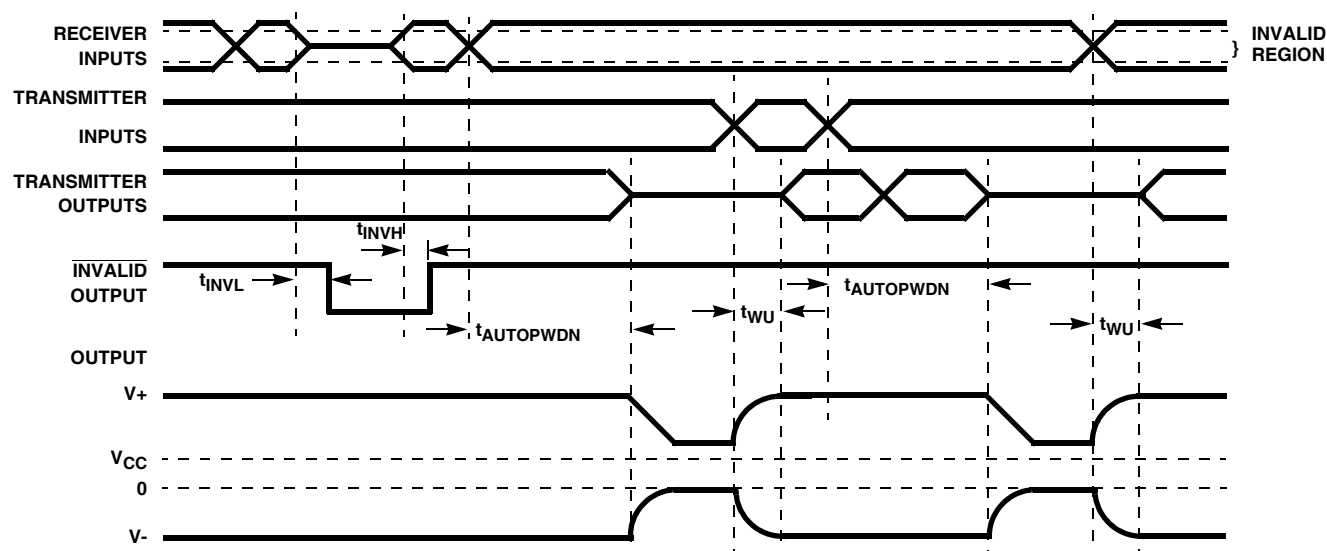 RECEIVER
INPUTS
} INVALID
REGION
TRANSMITTER
INPUTS
TRANSMITTER
OUTPUTS
tINVH
INVALID
OUTPUT
tINVL
tAUTOPWDN
tWU
tAUTOPWDN
tWU
OUTPUT
V+
VCC
0
V-